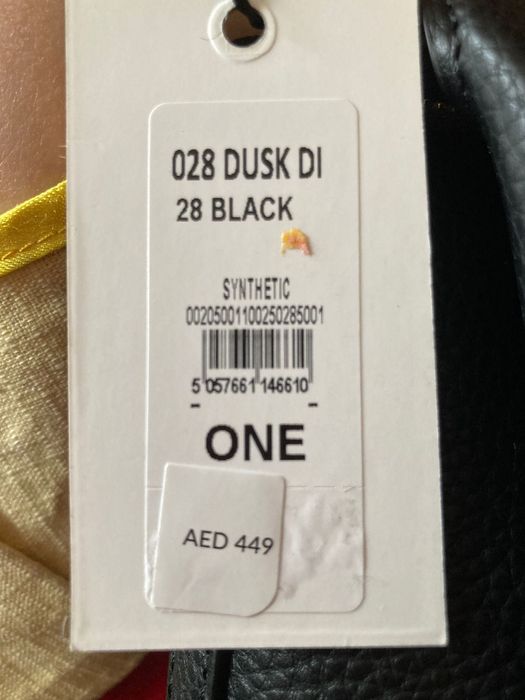 028 DUSK DI
28 BLACK
SYNTHETIC
00205001100250285001
5 057661 146610
ONE
AED 449